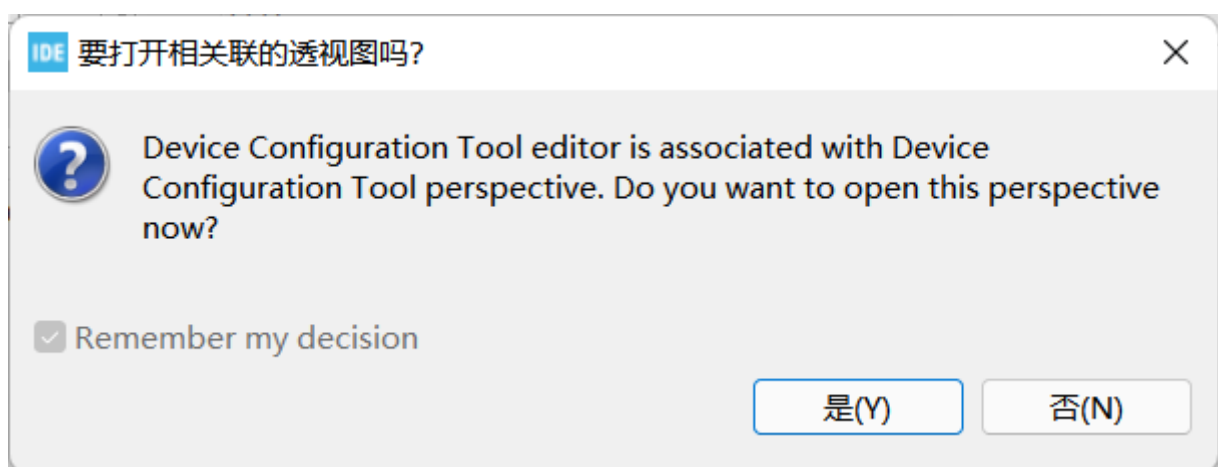 IDE 要打开相关联的透视图吗?
Device Configuration Tool editor is associated with Device
Configuration Tool perspective. Do you want to open this perspective
now?
Remember my decision
是(Y) 否(N)